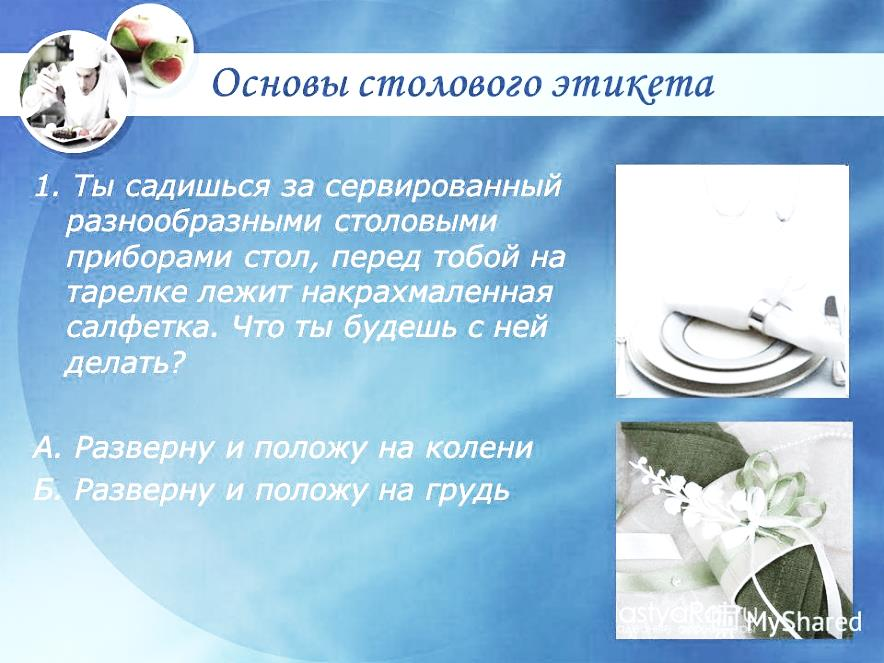 Основы столового этикета
1. Ты садишься за сервированный
разнообразными столовыми
приборами стол, перед тобой на
тарелке лежит накрахмаленная
салфетка. Что ты будешь с ней
делать?
А. Разверну и положу на колени
Б. Разверну и положу на грудь
MyShared